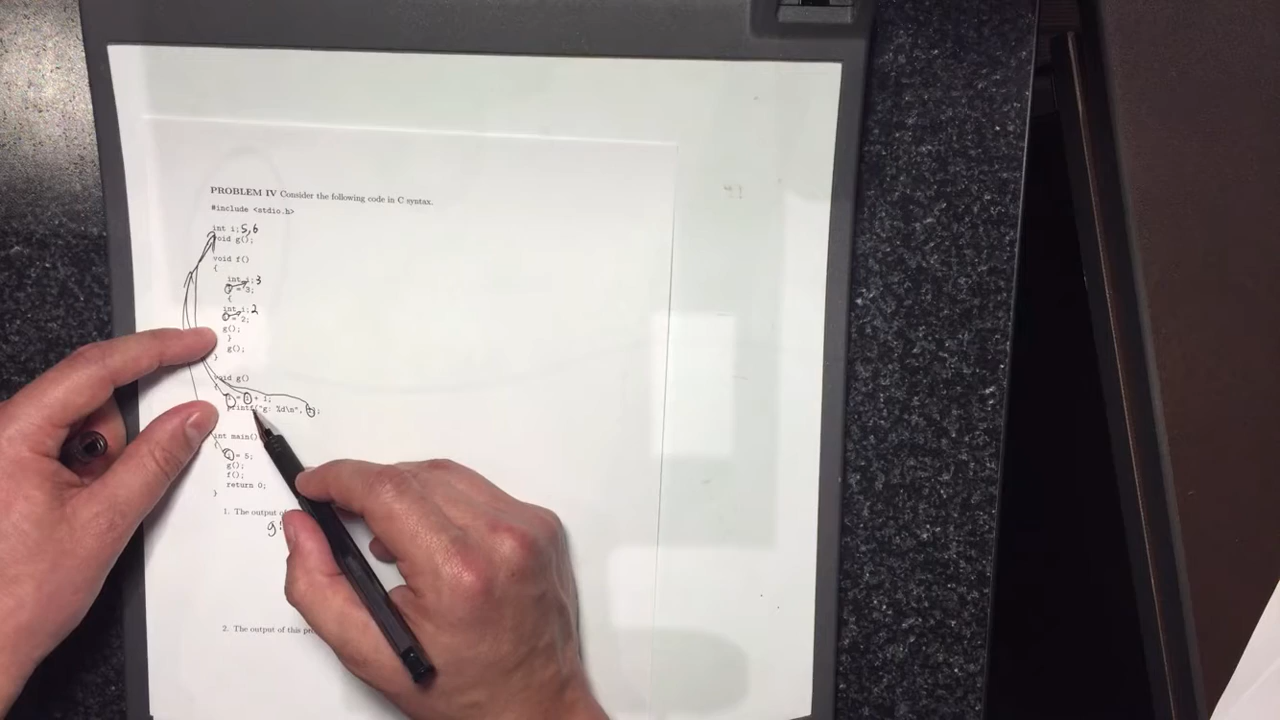 PROBLEM IV Consider the following code in C syntax.
#include <stdio.h>
int i; 5,6
void g();
void f()
{
int i; 3
i = 3;
{
int i; 2
i = 2;
g();
}
g();
}
void g()
{
i = i + i;
printf("g: %d\n", i);
int main()
{
i = 5;
g();
f();
return 0;
}
1. The output of
g:
2. The output of this